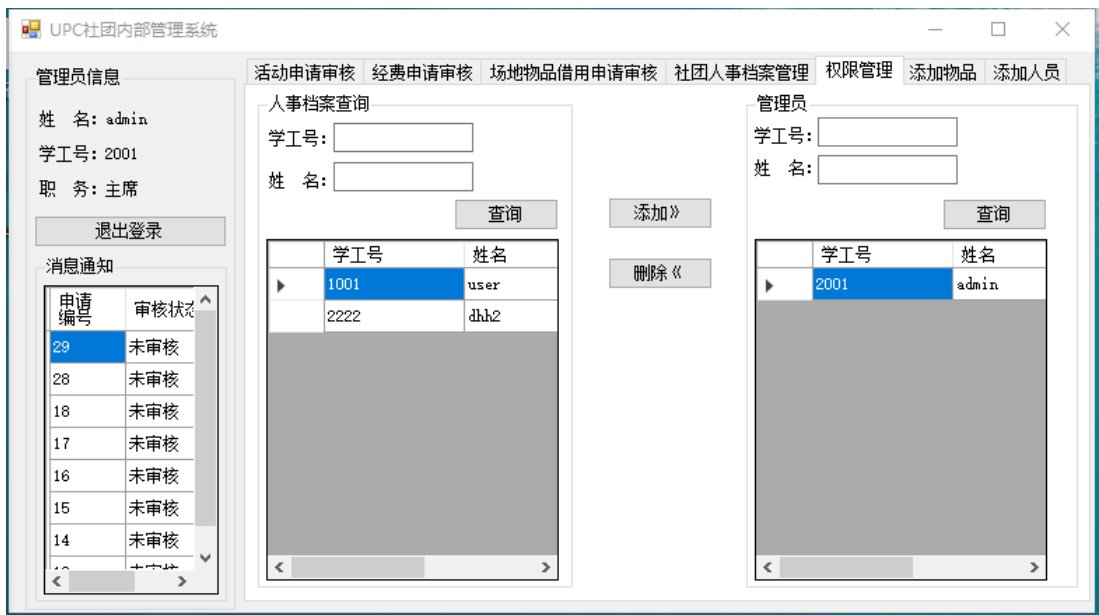 UPC社团内部管理系统
管理员信息
姓 名: admin
学工号: 2001
职 务: 主席
退出登录
消息通知
申请编号 审核状态
29 未审核
28 未审核
18 未审核
17 未审核
16 未审核
15 未审核
14 未审核
活动申请审核 经费申请审核 场地物品借用申请审核 社团人事档案管理 权限管理 添加物品 添加人员
人事档案查询
学工号:
姓 名:
查询
学工号 姓名
1001 user
2222 dhh2
添加》
删除《
管理员
学工号:
姓 名:
查询
学工号 姓名
2001 admin